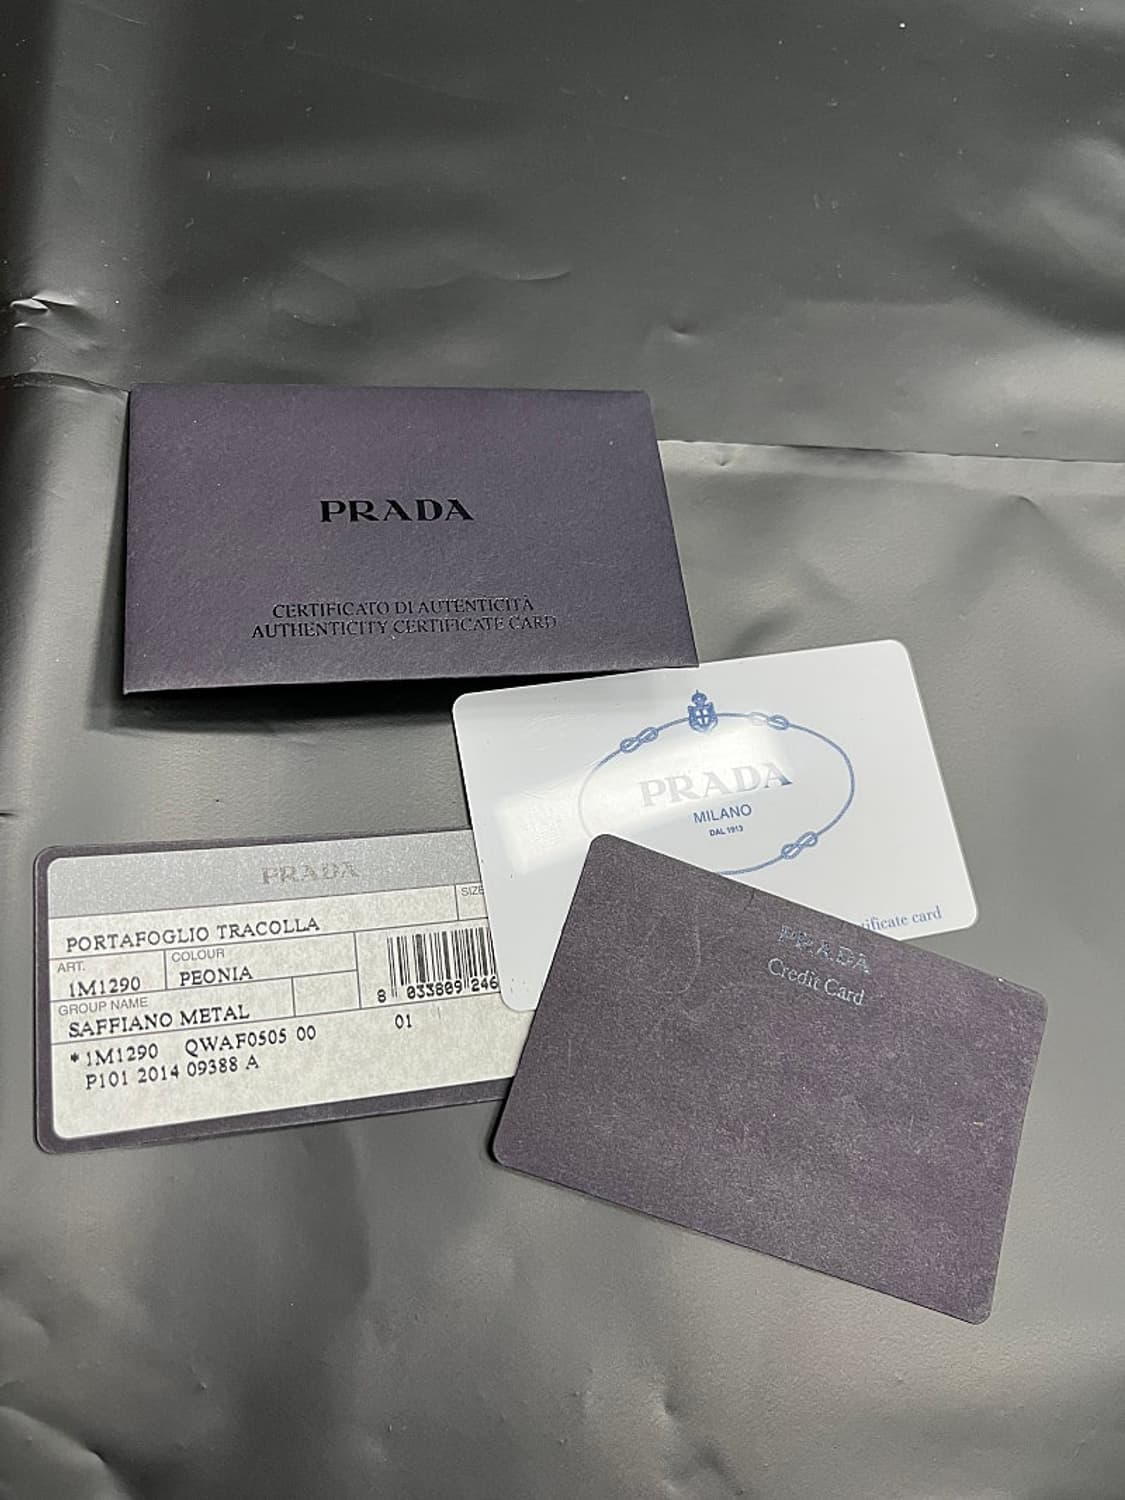 PRADA
CERTIFICATO DI AUTENTICITÀ
AUTHENTICITY CERTIFICATE CARD
PRADA
MILANO
DAL 1913
card
PRADA
SIZE
PORTAFOGLIO TRACOLLA
ART.
COLOUR
1M1290
PEONIA
GROUP NAME
SAFFIANO METAL
8 033809 246
* 1M1290 QWAF0505 00
01
P101 2014 09388 A
PRADA
Credit Card